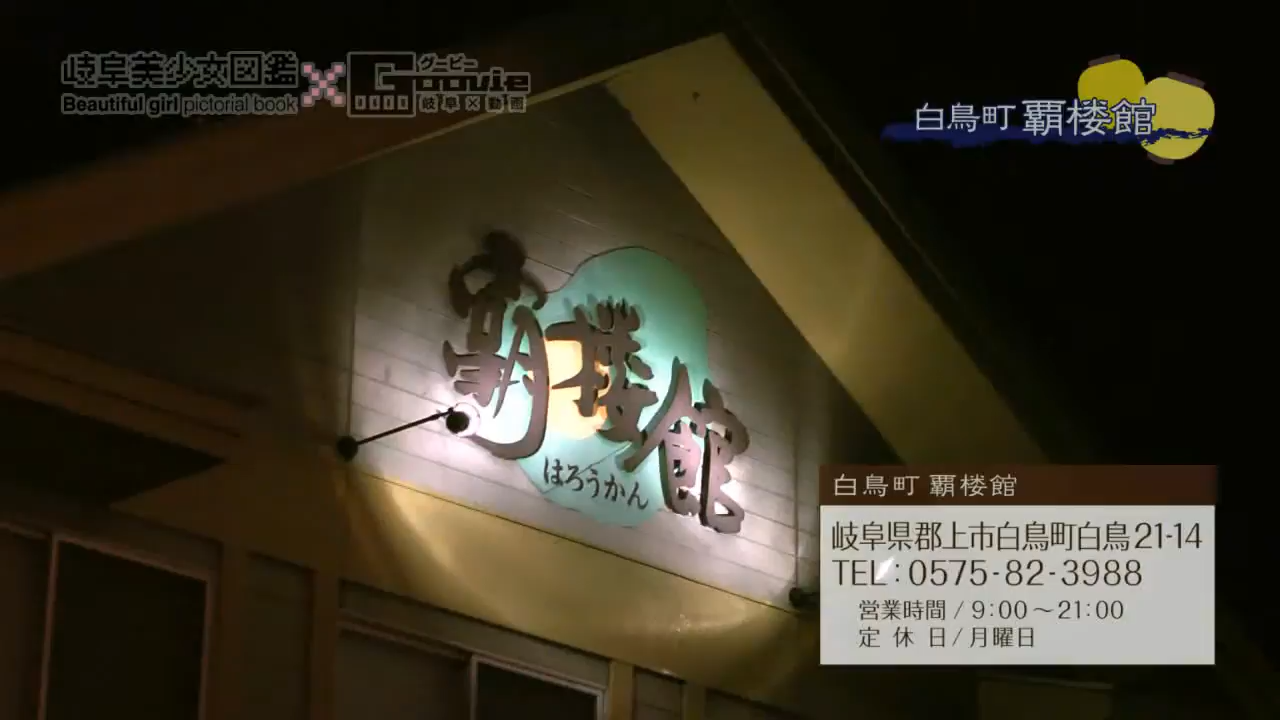 岐阜美少女図鑑
Beautiful girl pictorial book
グービー
Goovie
岐阜×動画
白鳥町 覇楼館
覇楼館
はろうかん
白鳥町 覇楼館
岐阜県郡上市白鳥町白鳥21-14
TEL:0575-82-3988
営業時間/9:00～21:00
定休日/月曜日